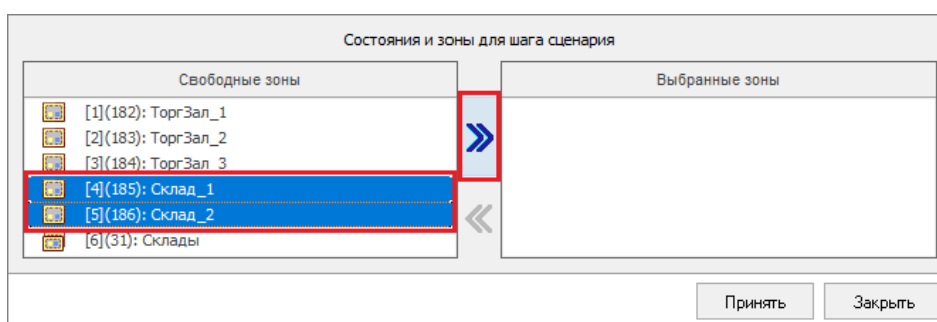 Состояния и зоны для шага сценария
Свободные зоны
Выбранные зоны
[1](182): ТоргЗал_1
[2](183): ТоргЗал_2
[3](184): ТоргЗал_3
[4](185): Склад_1
[5](186): Склад_2
[6](31): Склады
Принять
Закрыть